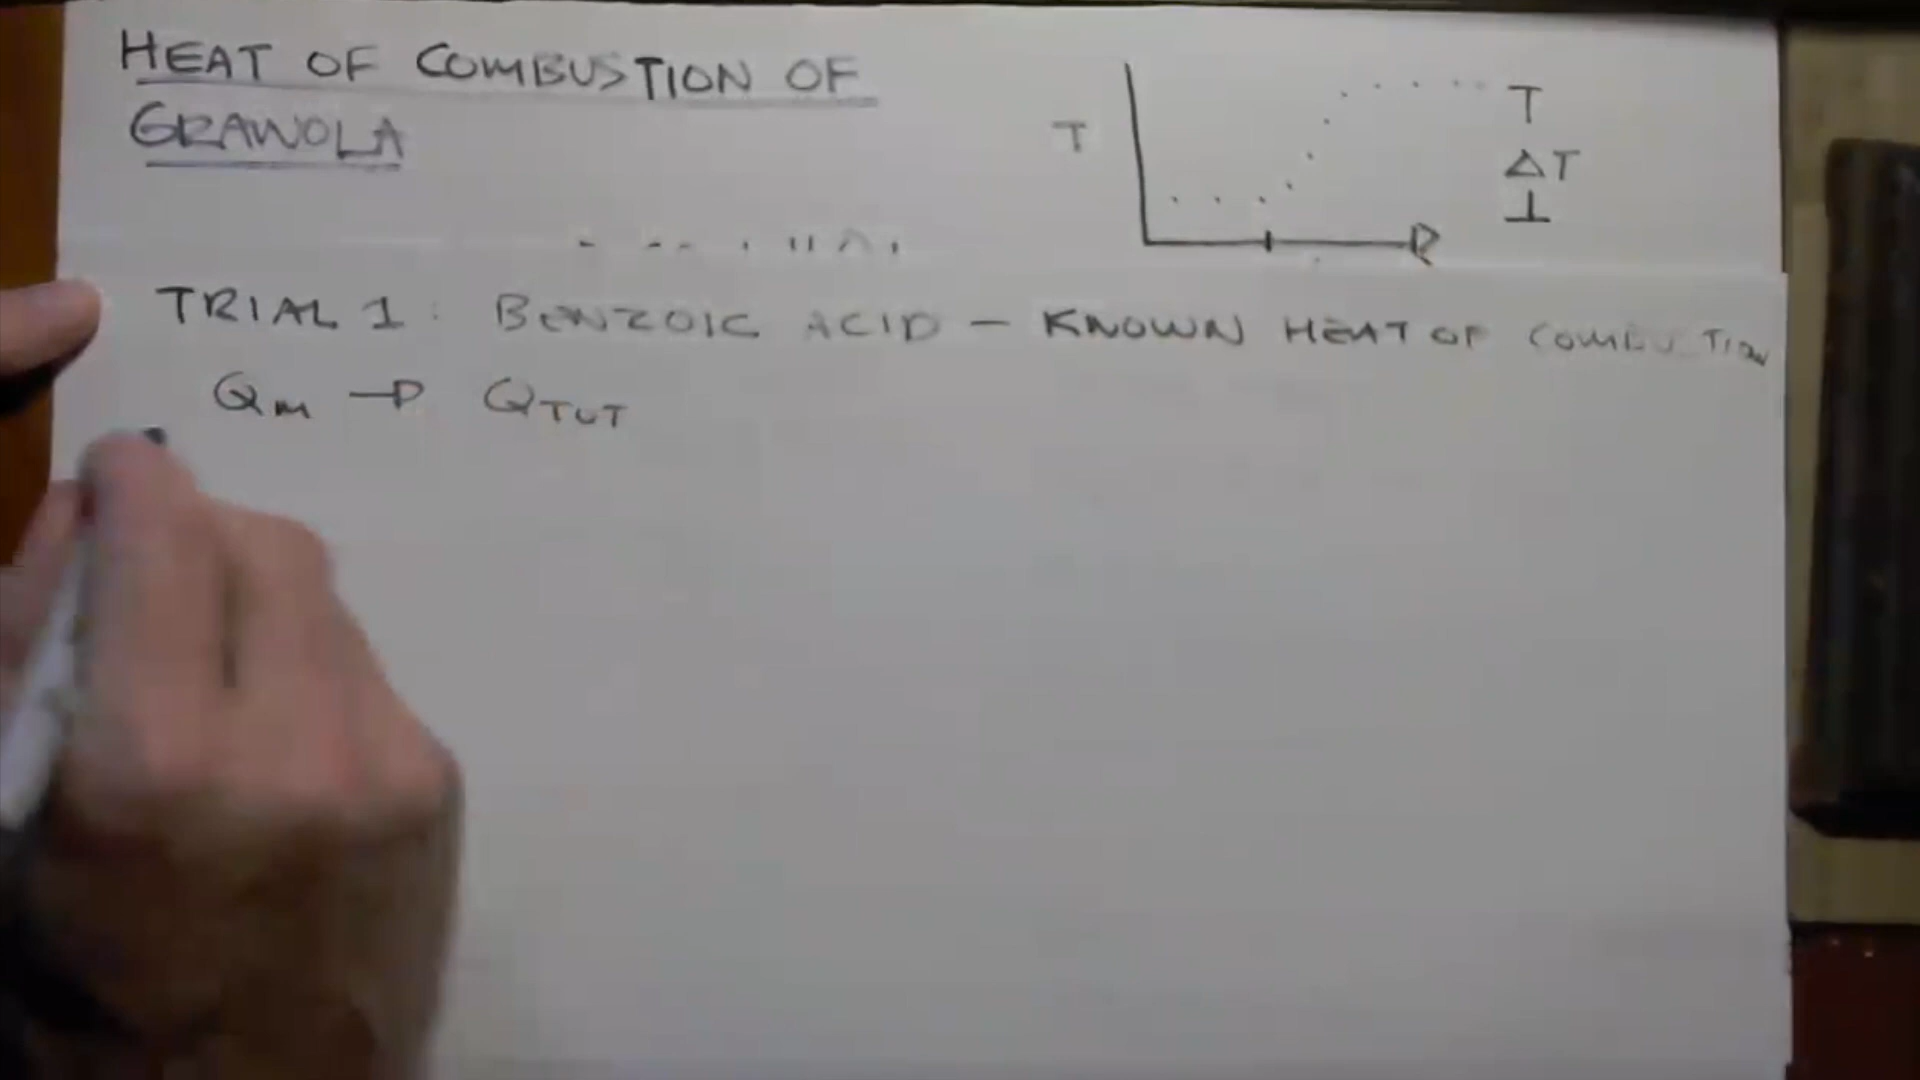 HEAT OF COMBUSTION OF
GRANOLA
T
T
ΔT
TRIAL 1: BENZOIC ACID – KNOWN HEAT OF COMBUSTION
Qm → QTOT